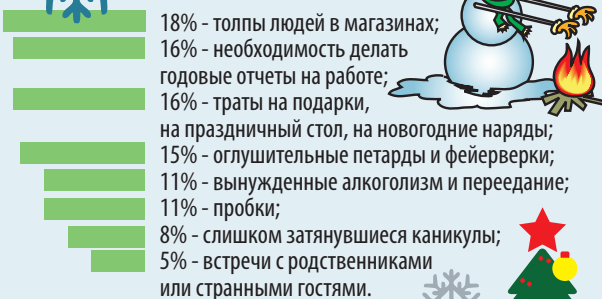 18% - толпы людей в магазинах;
16% - необходимость делать
годовые отчеты на работе;
16% - траты на подарки,
на праздничный стол, на новогодние наряды;
15% - оглушительные петарды и фейерверки;
11% - вынужденные алкоголизм и переедание;
11% - пробки;
8% - слишком затянувшиеся каникулы;
5% - встречи с родственниками
или странными гостями.